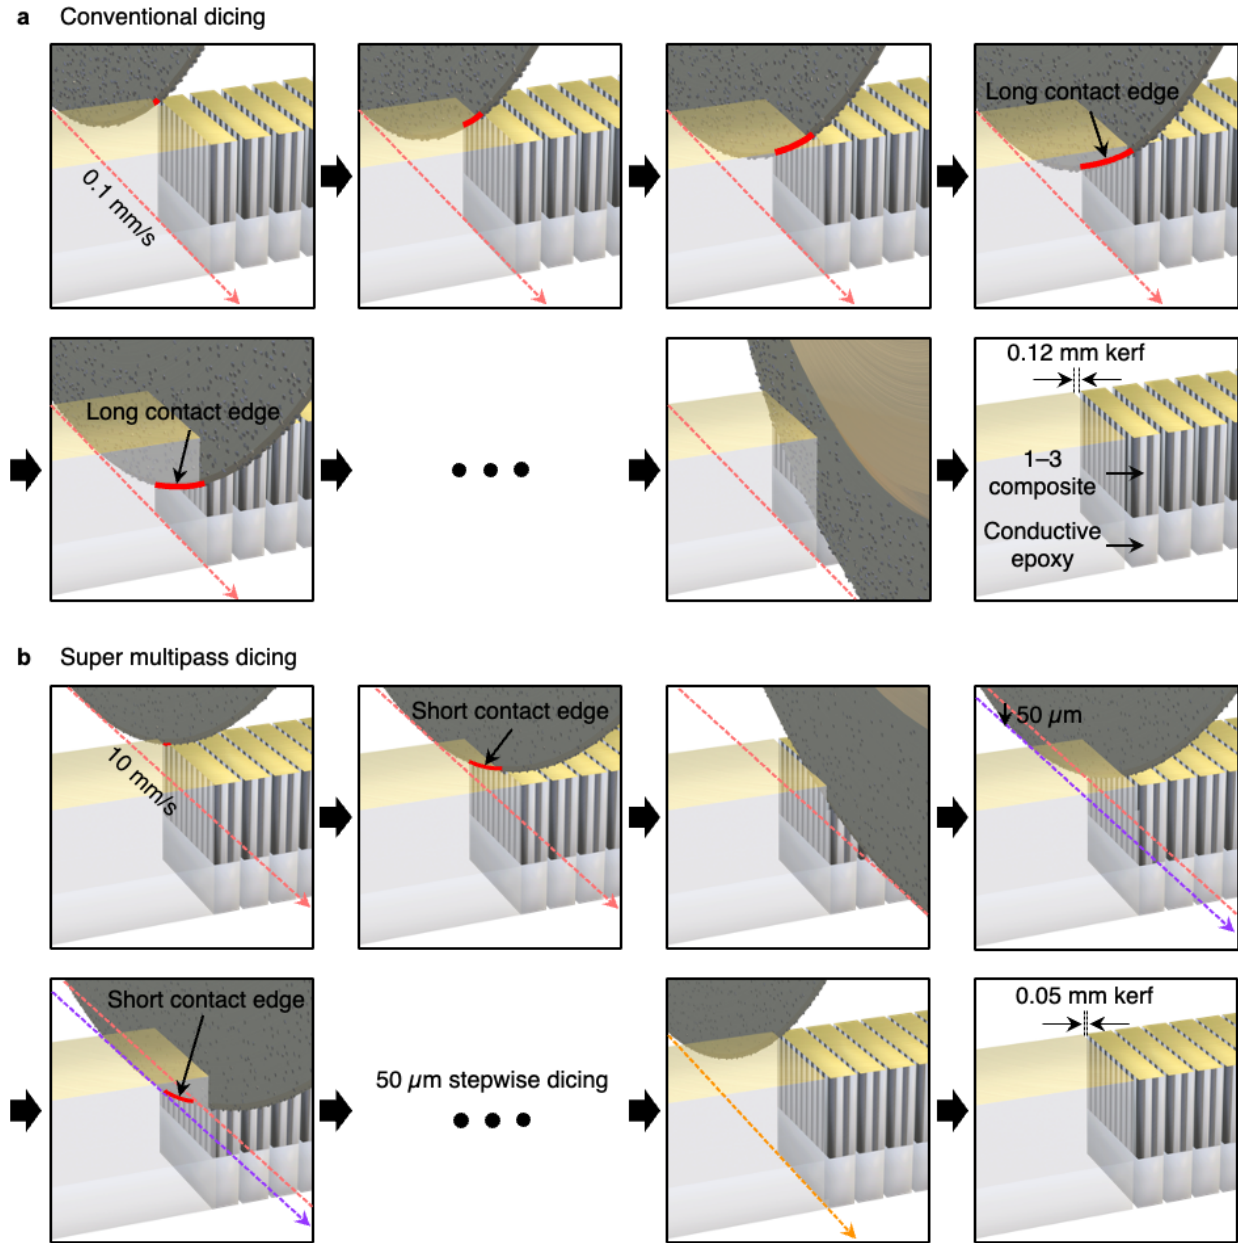 a Conventional dicing
0.1 mm/s
Long contact edge
Long contact edge
0.12 mm kerf
1–3
composite
Conductive
epoxy
b Super multipass dicing
10 mm/s
Short contact edge
50 µm
Short contact edge
50 µm stepwise dicing
0.05 mm kerf